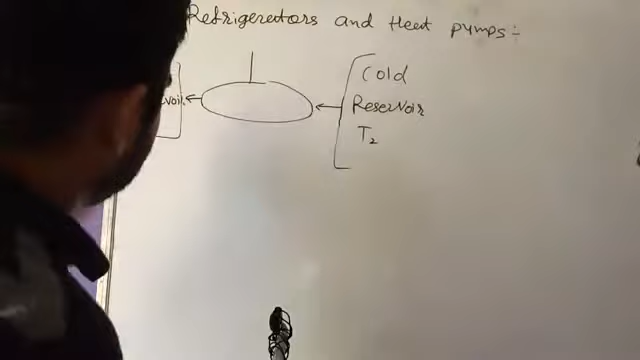 Refrigerators and Heat pumps:-
Cold
Reservoir
T2